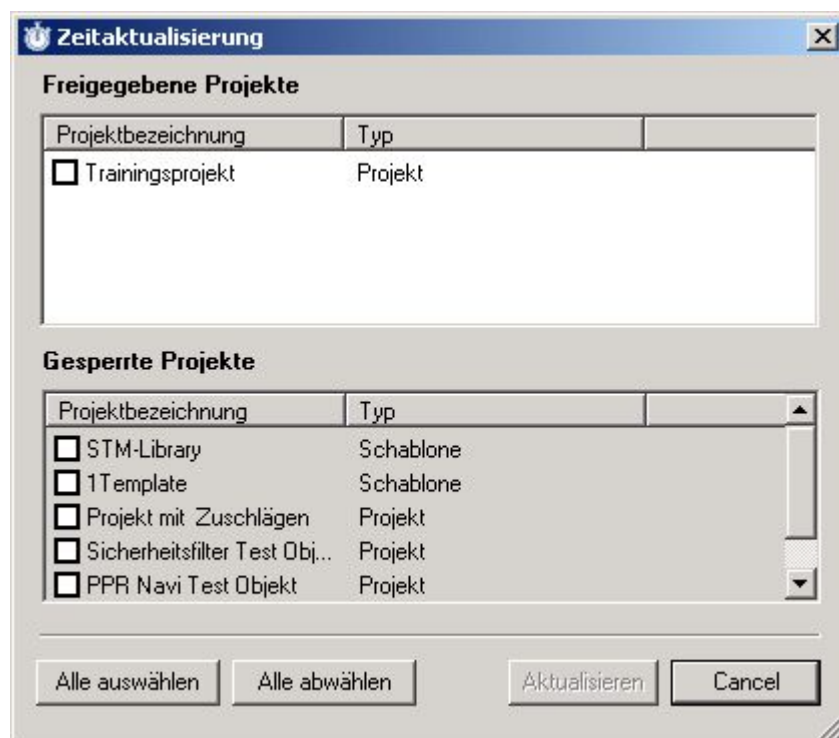 Zeitaktualisierung
Freigegebene Projekte
Projektbezeichnung Typ
Trainingsprojekt Projekt
Gesperrte Projekte
Projektbezeichnung Typ
STM-Library Schablone
1Template Schablone
Projekt mit Zuschlägen Projekt
Sicherheitsfilter Test Obj... Projekt
PPR Navi Test Objekt Projekt
Alle auswählen Alle abwählen Aktualisieren Cancel